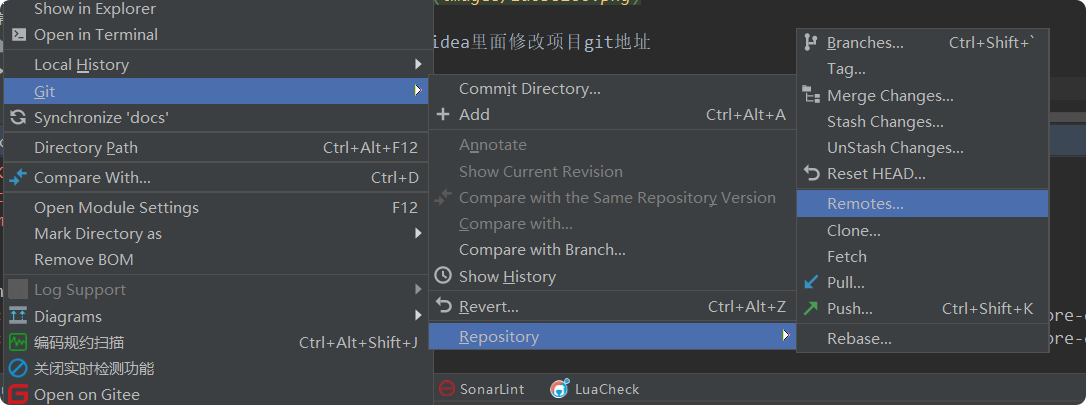 Show in Explorer
Open in Terminal
Local History
Git
Synchronize 'docs'
Directory Path Ctrl+Alt+F12
Compare With... Ctrl+D
Open Module Settings F12
Mark Directory as
Remove BOM
Log Support
Diagrams
编码规约扫描 Ctrl+Alt+Shift+J
关闭实时检测功能
Open on Gitee
idea里面修改项目git地址
Commit Directory...
Add Ctrl+Alt+A
Annotate
Show Current Revision
Compare with the Same Repository Version
Compare with...
Compare with Branch...
Show History
Revert... Ctrl+Alt+Z
Repository
Branches... Ctrl+Shift+`
Tag...
Merge Changes...
Stash Changes...
UnStash Changes...
Reset HEAD...
Remotes...
Clone...
Fetch
Pull...
Push... Ctrl+Shift+K
Rebase...
ore-
ore-
SonarLint LuaCheck